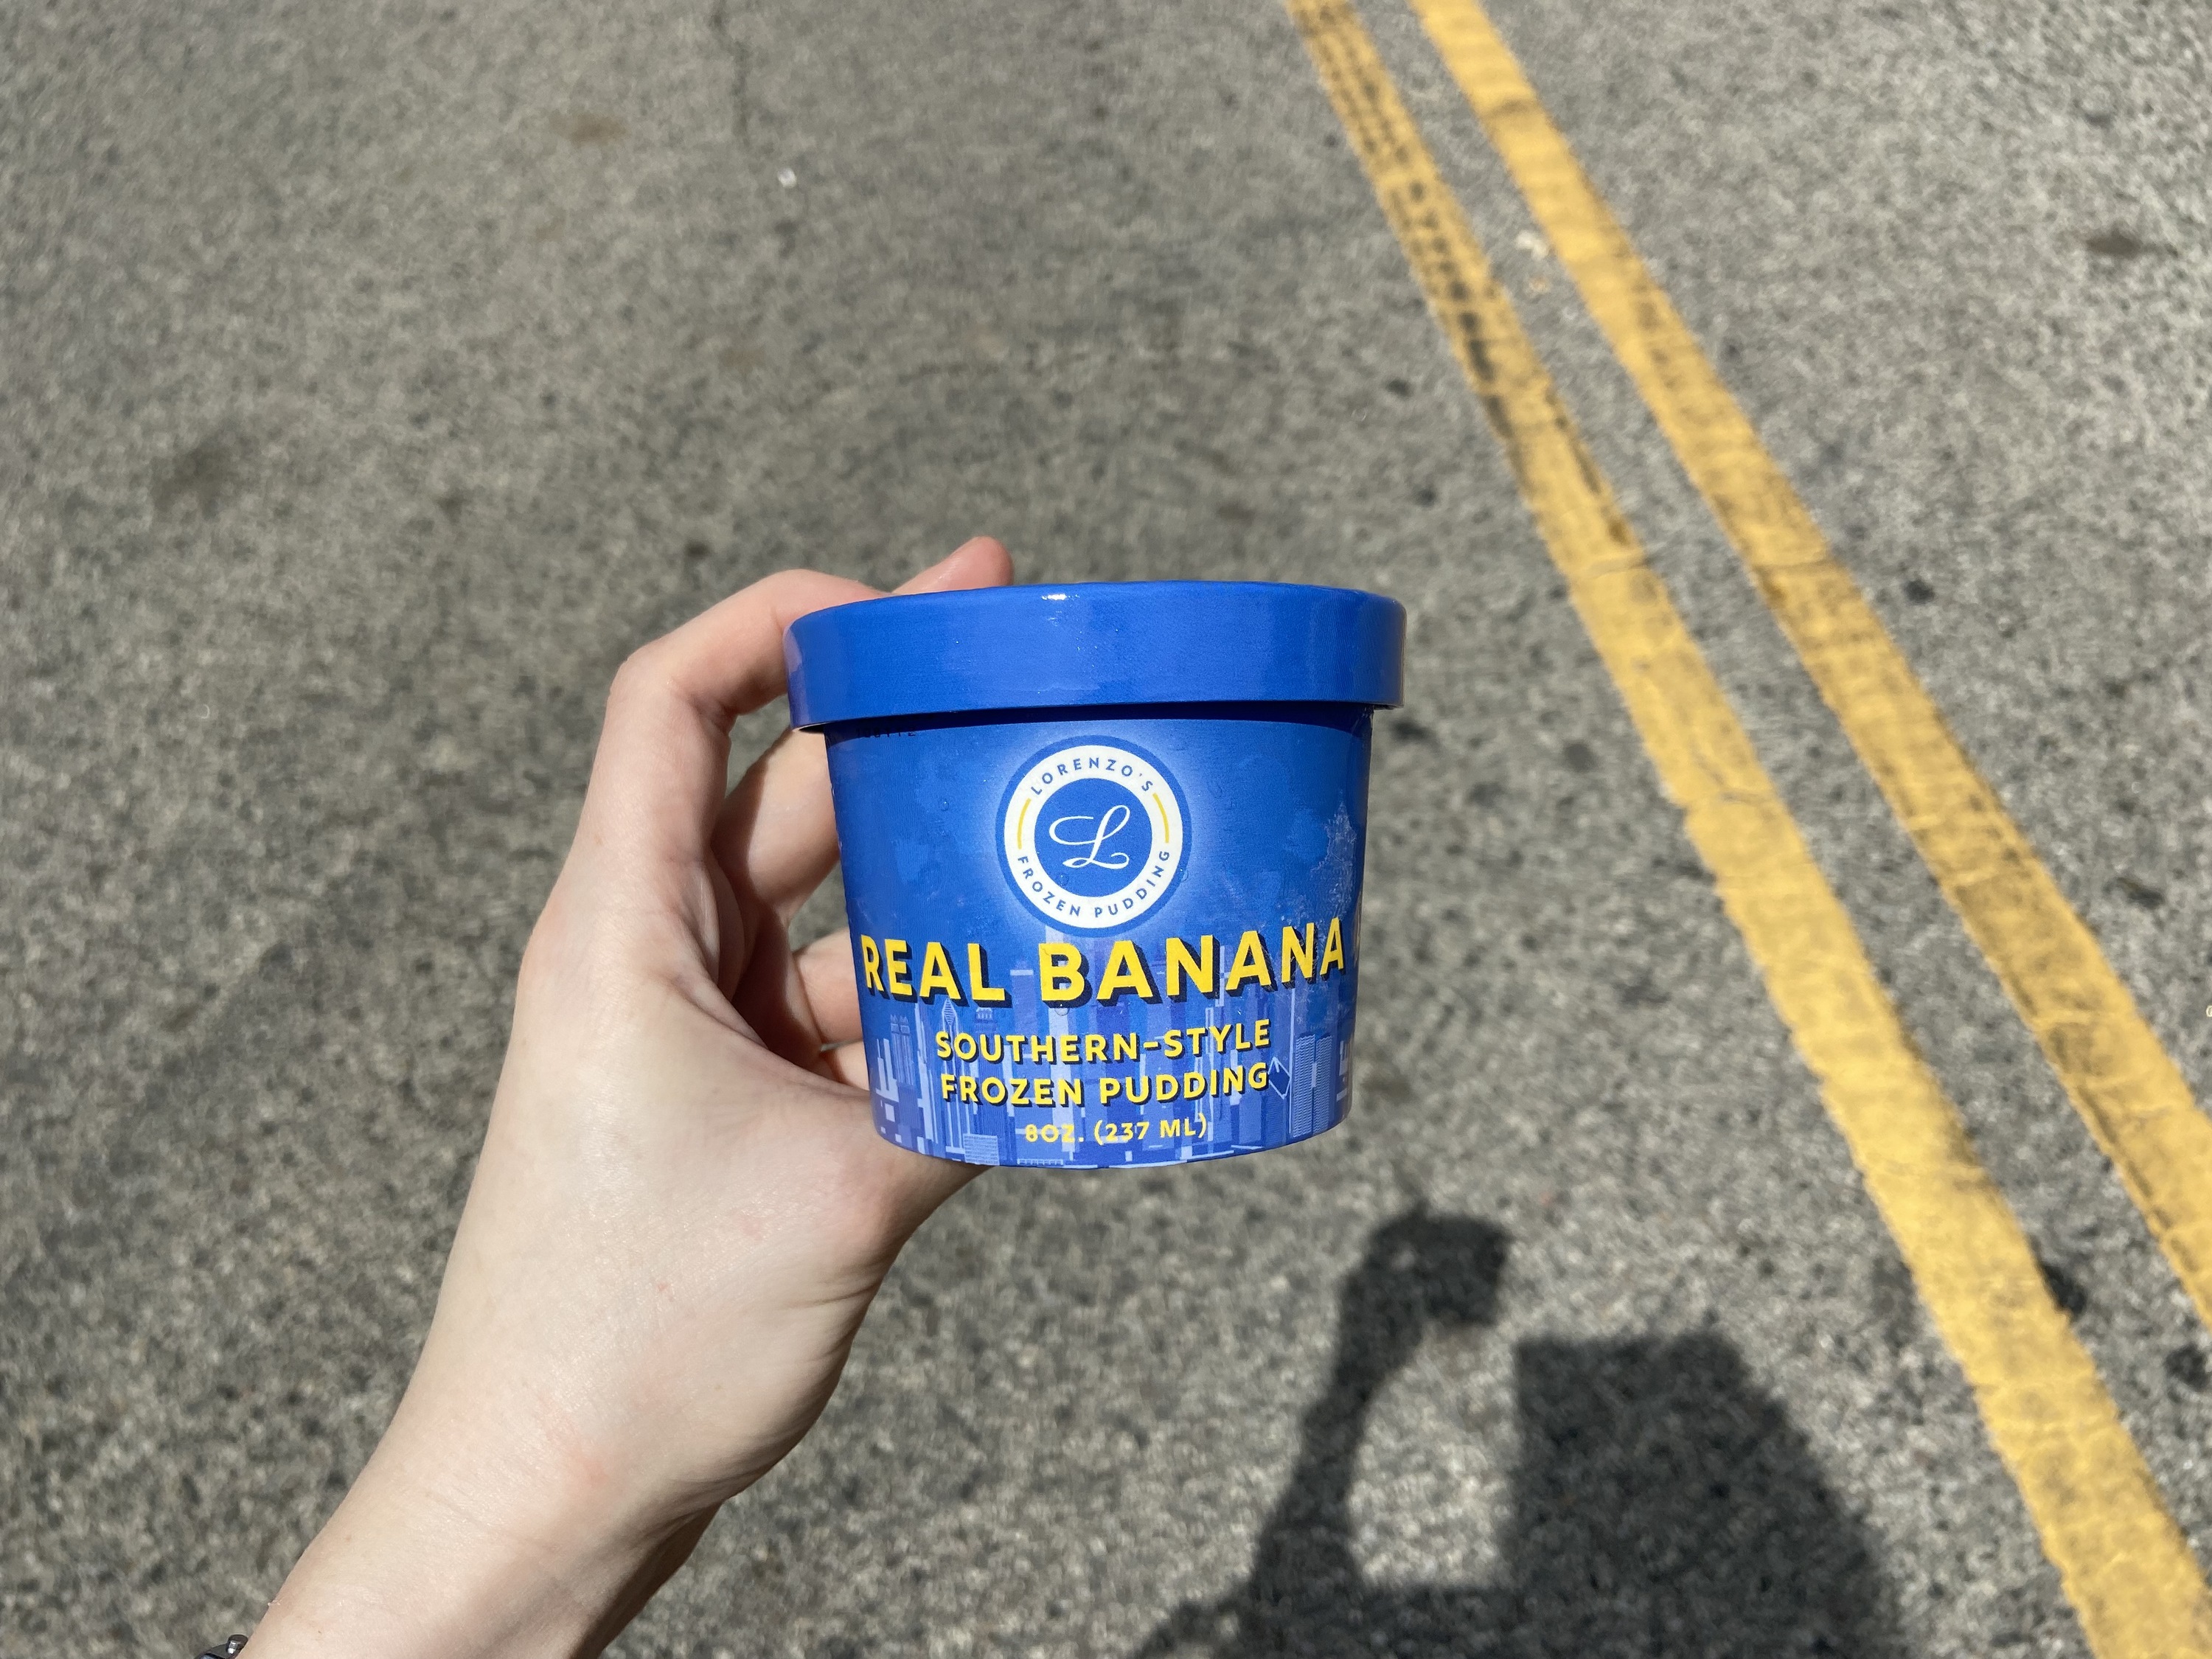 LORENZO'S
L
FROZEN PUDDING
REAL BANANA
SOUTHERN-STYLE
FROZEN PUDDING
8OZ. (237 ML)